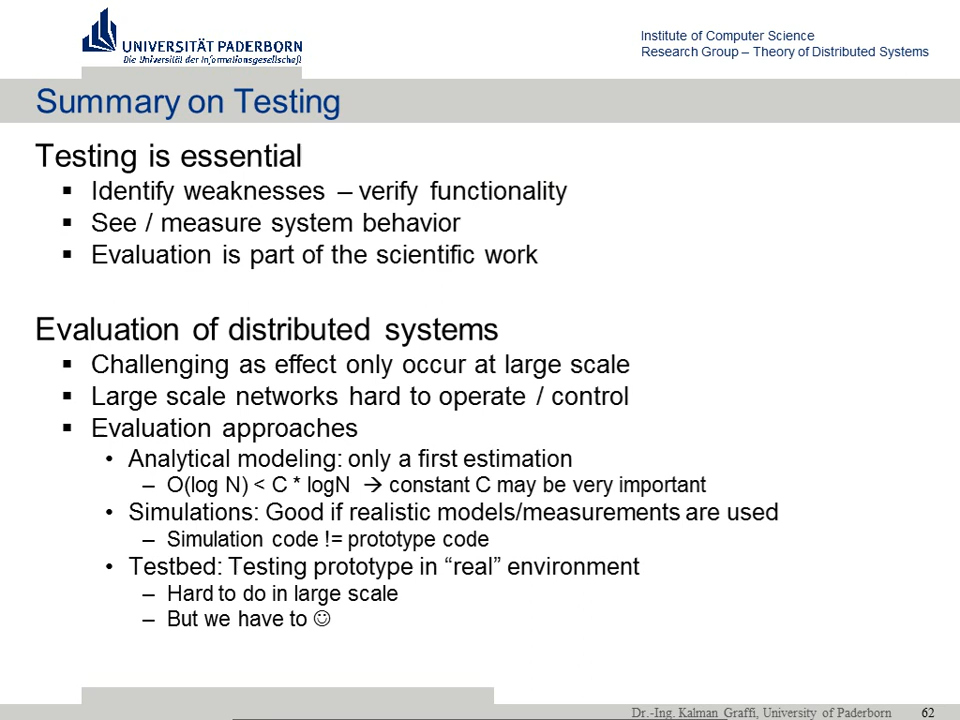 UNIVERSITÄT PADERBORN
Die Universität der Informationsgesellschaft
Institute of Computer Science
Research Group – Theory of Distributed Systems
Summary on Testing
Testing is essential
▪ Identify weaknesses – verify functionality
▪ See / measure system behavior
▪ Evaluation is part of the scientific work
Evaluation of distributed systems
▪ Challenging as effect only occur at large scale
▪ Large scale networks hard to operate / control
▪ Evaluation approaches
• Analytical modeling: only a first estimation
– O(log N) < C * logN → constant C may be very important
• Simulations: Good if realistic models/measurements are used
– Simulation code != prototype code
• Testbed: Testing prototype in “real” environment
– Hard to do in large scale
– But we have to ☺
Dr.-Ing. Kalman Graffi, University of Paderborn 62